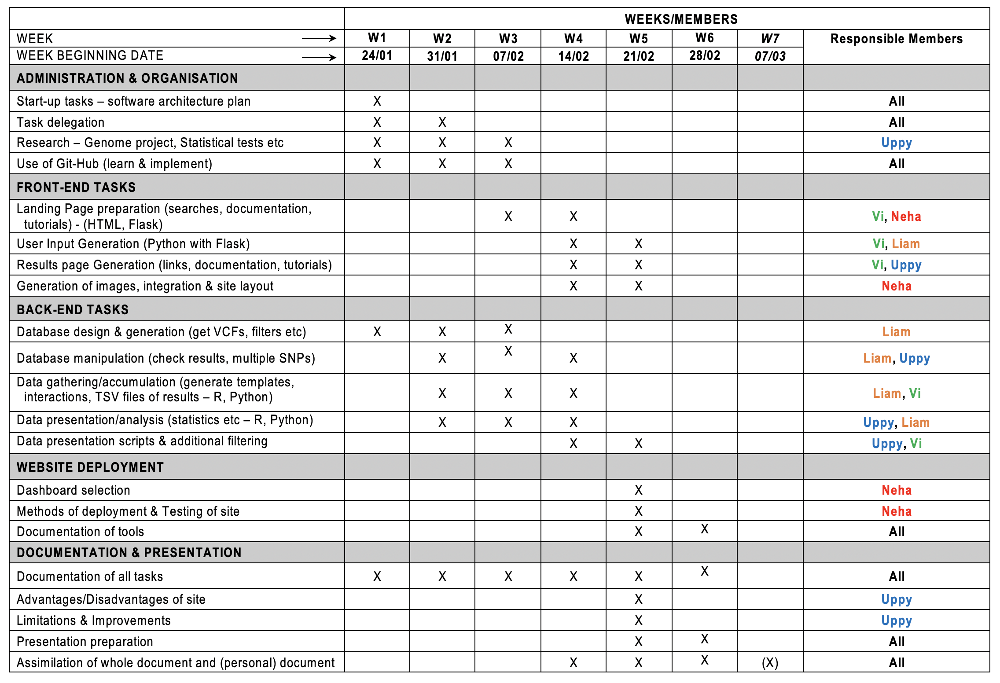 WEEKS/MEMBERS
WEEK W1 W2 W3 W4 W5 W6 W7 Responsible Members
WEEK BEGINNING DATE 24/01 31/01 07/02 14/02 21/02 28/02 07/03
ADMINISTRATION & ORGANISATION
Start-up tasks – software architecture plan X All
Task delegation X X All
Research – Genome project, Statistical tests etc X X X Uppy
Use of Git-Hub (learn & implement) X X X All
FRONT-END TASKS
Landing Page preparation (searches, documentation,
tutorials) - (HTML, Flask) X X Vi, Neha
User Input Generation (Python with Flask) X X Vi, Liam
Results page Generation (links, documentation, tutorials) X X Vi, Uppy
Generation of images, integration & site layout X X Neha
BACK-END TASKS
Database design & generation (get VCFs, filters etc) X X X Liam
Database manipulation (check results, multiple SNPs) X X X Liam, Uppy
Data gathering/accumulation (generate templates,
interactions, TSV files of results – R, Python) X X X Liam, Vi
Data presentation/analysis (statistics etc – R, Python) X X X Uppy, Liam
Data presentation scripts & additional filtering X X Uppy, Vi
WEBSITE DEPLOYMENT
Dashboard selection X Neha
Methods of deployment & Testing of site X Neha
Documentation of tools X X All
DOCUMENTATION & PRESENTATION
Documentation of all tasks X X X X X X All
Advantages/Disadvantages of site X Uppy
Limitations & Improvements X Uppy
Presentation preparation X X All
Assimilation of whole document and (personal) document X X X (X) All